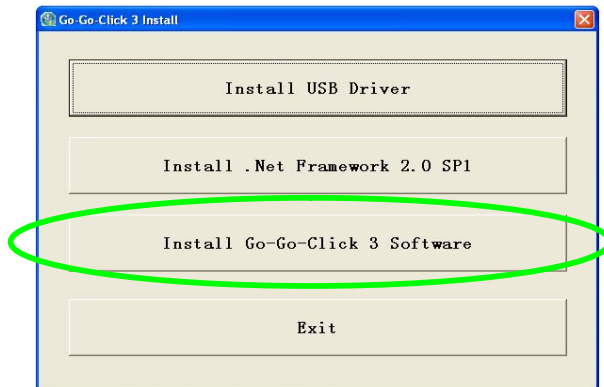 Go-Go-Click 3 Install
Install USB Driver
Install .Net Framework 2.0 SP1
Install Go-Go-Click 3 Software
Exit